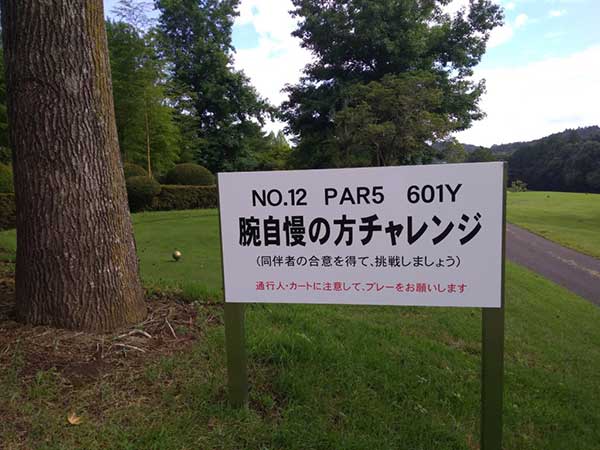 NO.12 PAR5 601Y
腕自慢の方チャレンジ
(同伴者の合意を得て、挑戦しましょう)
通行人・カートに注意して、プレーをお願いします